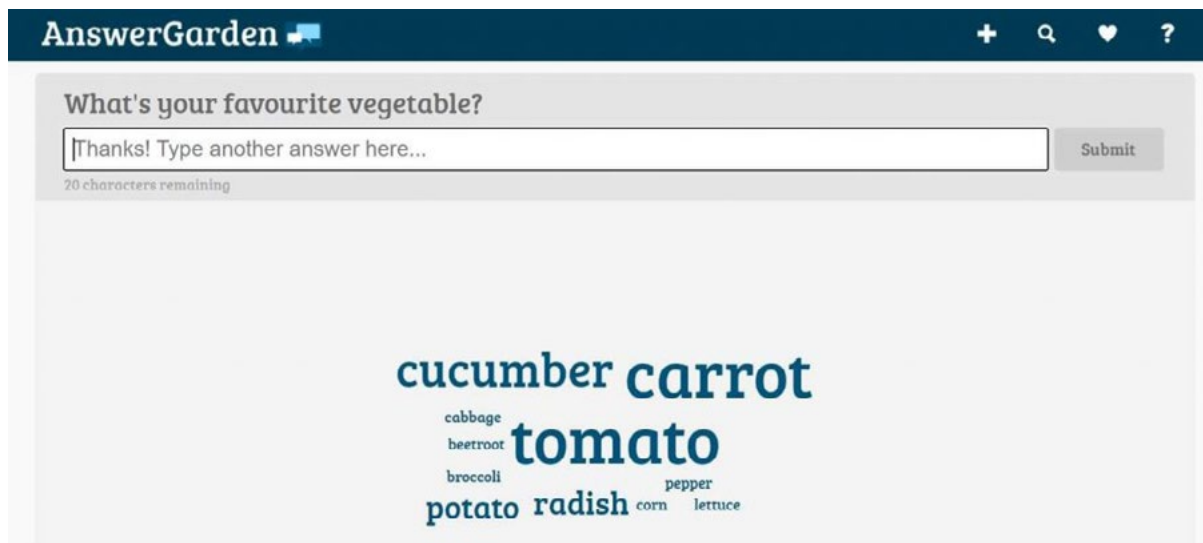 AnswerGarden
What's your favourite vegetable?
Thanks! Type another answer here...
Submit
20 characters remaining
cucumber carrot
cabbage
beetroot tomato
broccoli
pepper
potato radish corn lettuce